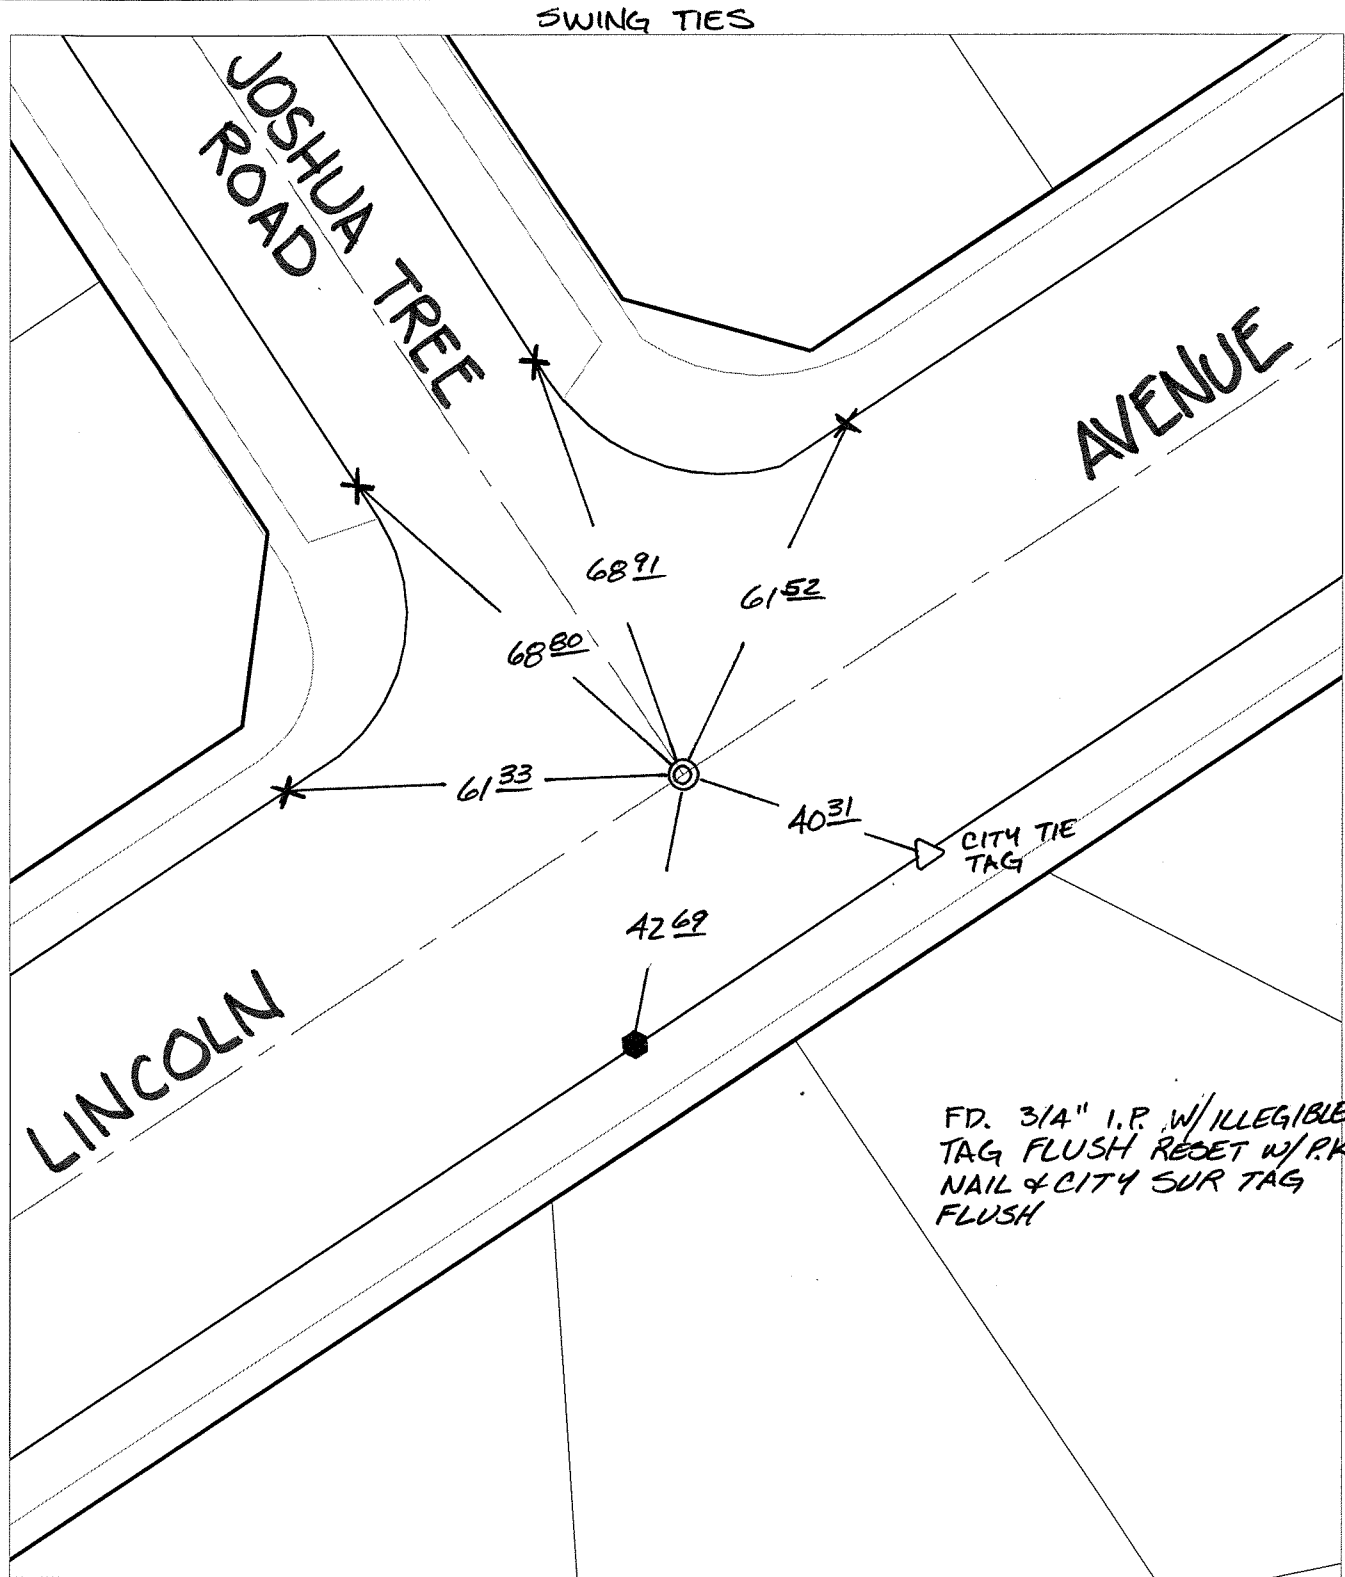 SWING TIES
JOSHUA TREE
ROAD
AVENUE
68 91
61 52
68 80
61 33
40 31
CITY TIE
TAG
42 69
LINCOLN
FD. 3/4" I.P. W/ILLEGIBLE
TAG FLUSH RESET W/P.K
NAIL & CITY SUR TAG
FLUSH